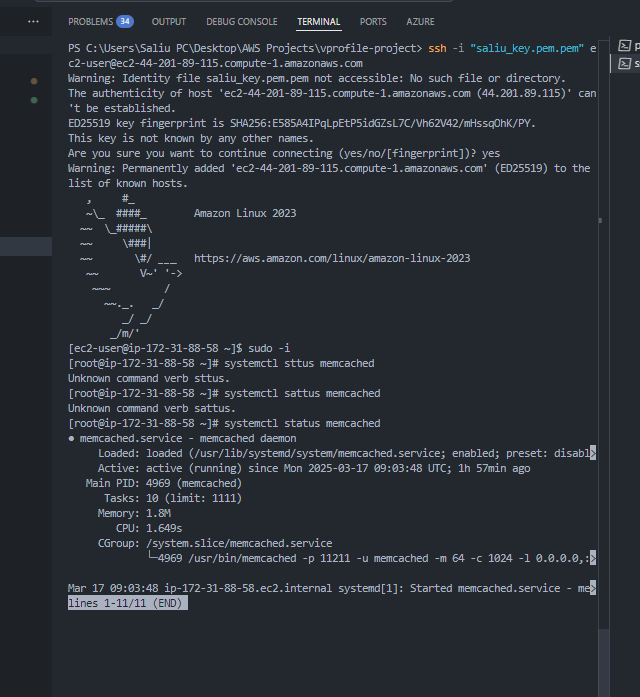 PROBLEMS 34 OUTPUT DEBUG CONSOLE TERMINAL PORTS AZURE
PS C:\Users\Saliu PC\Desktop\AWS Projects\vprofile-project> ssh -i "saliu_key.pem.pem" e
c2-user@ec2-44-201-89-115.compute-1.amazonaws.com
Warning: Identity file saliu_key.pem.pem not accessible: No such file or directory.
The authenticity of host 'ec2-44-201-89-115.compute-1.amazonaws.com (44.201.89.115)' can
't be established.
ED25519 key fingerprint is SHA256:E585A4IPqLpEtP5idGZsL7C/Vh62V42/mHssqOhK/PY.
This key is not known by any other names.
Are you sure you want to continue connecting (yes/no/[fingerprint])? yes
Warning: Permanently added 'ec2-44-201-89-115.compute-1.amazonaws.com' (ED25519) to the
list of known hosts.
   ,     #_
   ~\_  ####_        Amazon Linux 2023
  ~~  \_#####\
  ~~     \###|
  ~~       \#/ ___   https://aws.amazon.com/linux/amazon-linux-2023
   ~~       V~' '->
    ~~~         /
      ~~._.   _/
         _/ _/
       _/m/'
[ec2-user@ip-172-31-88-58 ~]$ sudo -i
[root@ip-172-31-88-58 ~]# systemctl sttus memcached
Unknown command verb sttus.
[root@ip-172-31-88-58 ~]# systemctl sattus memcached
Unknown command verb sattus.
[root@ip-172-31-88-58 ~]# systemctl status memcached
● memcached.service - memcached daemon
     Loaded: loaded (/usr/lib/systemd/system/memcached.service; enabled; preset: disabl>
     Active: active (running) since Mon 2025-03-17 09:03:48 UTC; 1h 57min ago
   Main PID: 4969 (memcached)
      Tasks: 10 (limit: 1111)
     Memory: 1.8M
        CPU: 1.649s
     CGroup: /system.slice/memcached.service
             └─4969 /usr/bin/memcached -p 11211 -u memcached -m 64 -c 1024 -l 0.0.0.0,:>
Mar 17 09:03:48 ip-172-31-88-58.ec2.internal systemd[1]: Started memcached.service - me>
lines 1-11/11 (END)